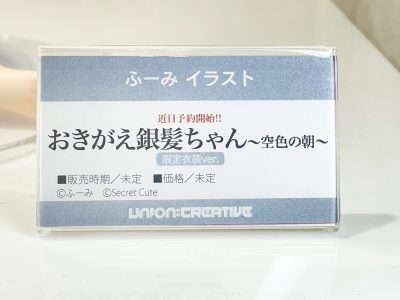 ふーみ イラスト
近日予約開始!!
おきがえ銀髪ちゃん～空色の朝～
限定衣装ver.
■販売時期/未定 ■価格/未定
©ふーみ ©Secret Cute
UNION:CREATIVE